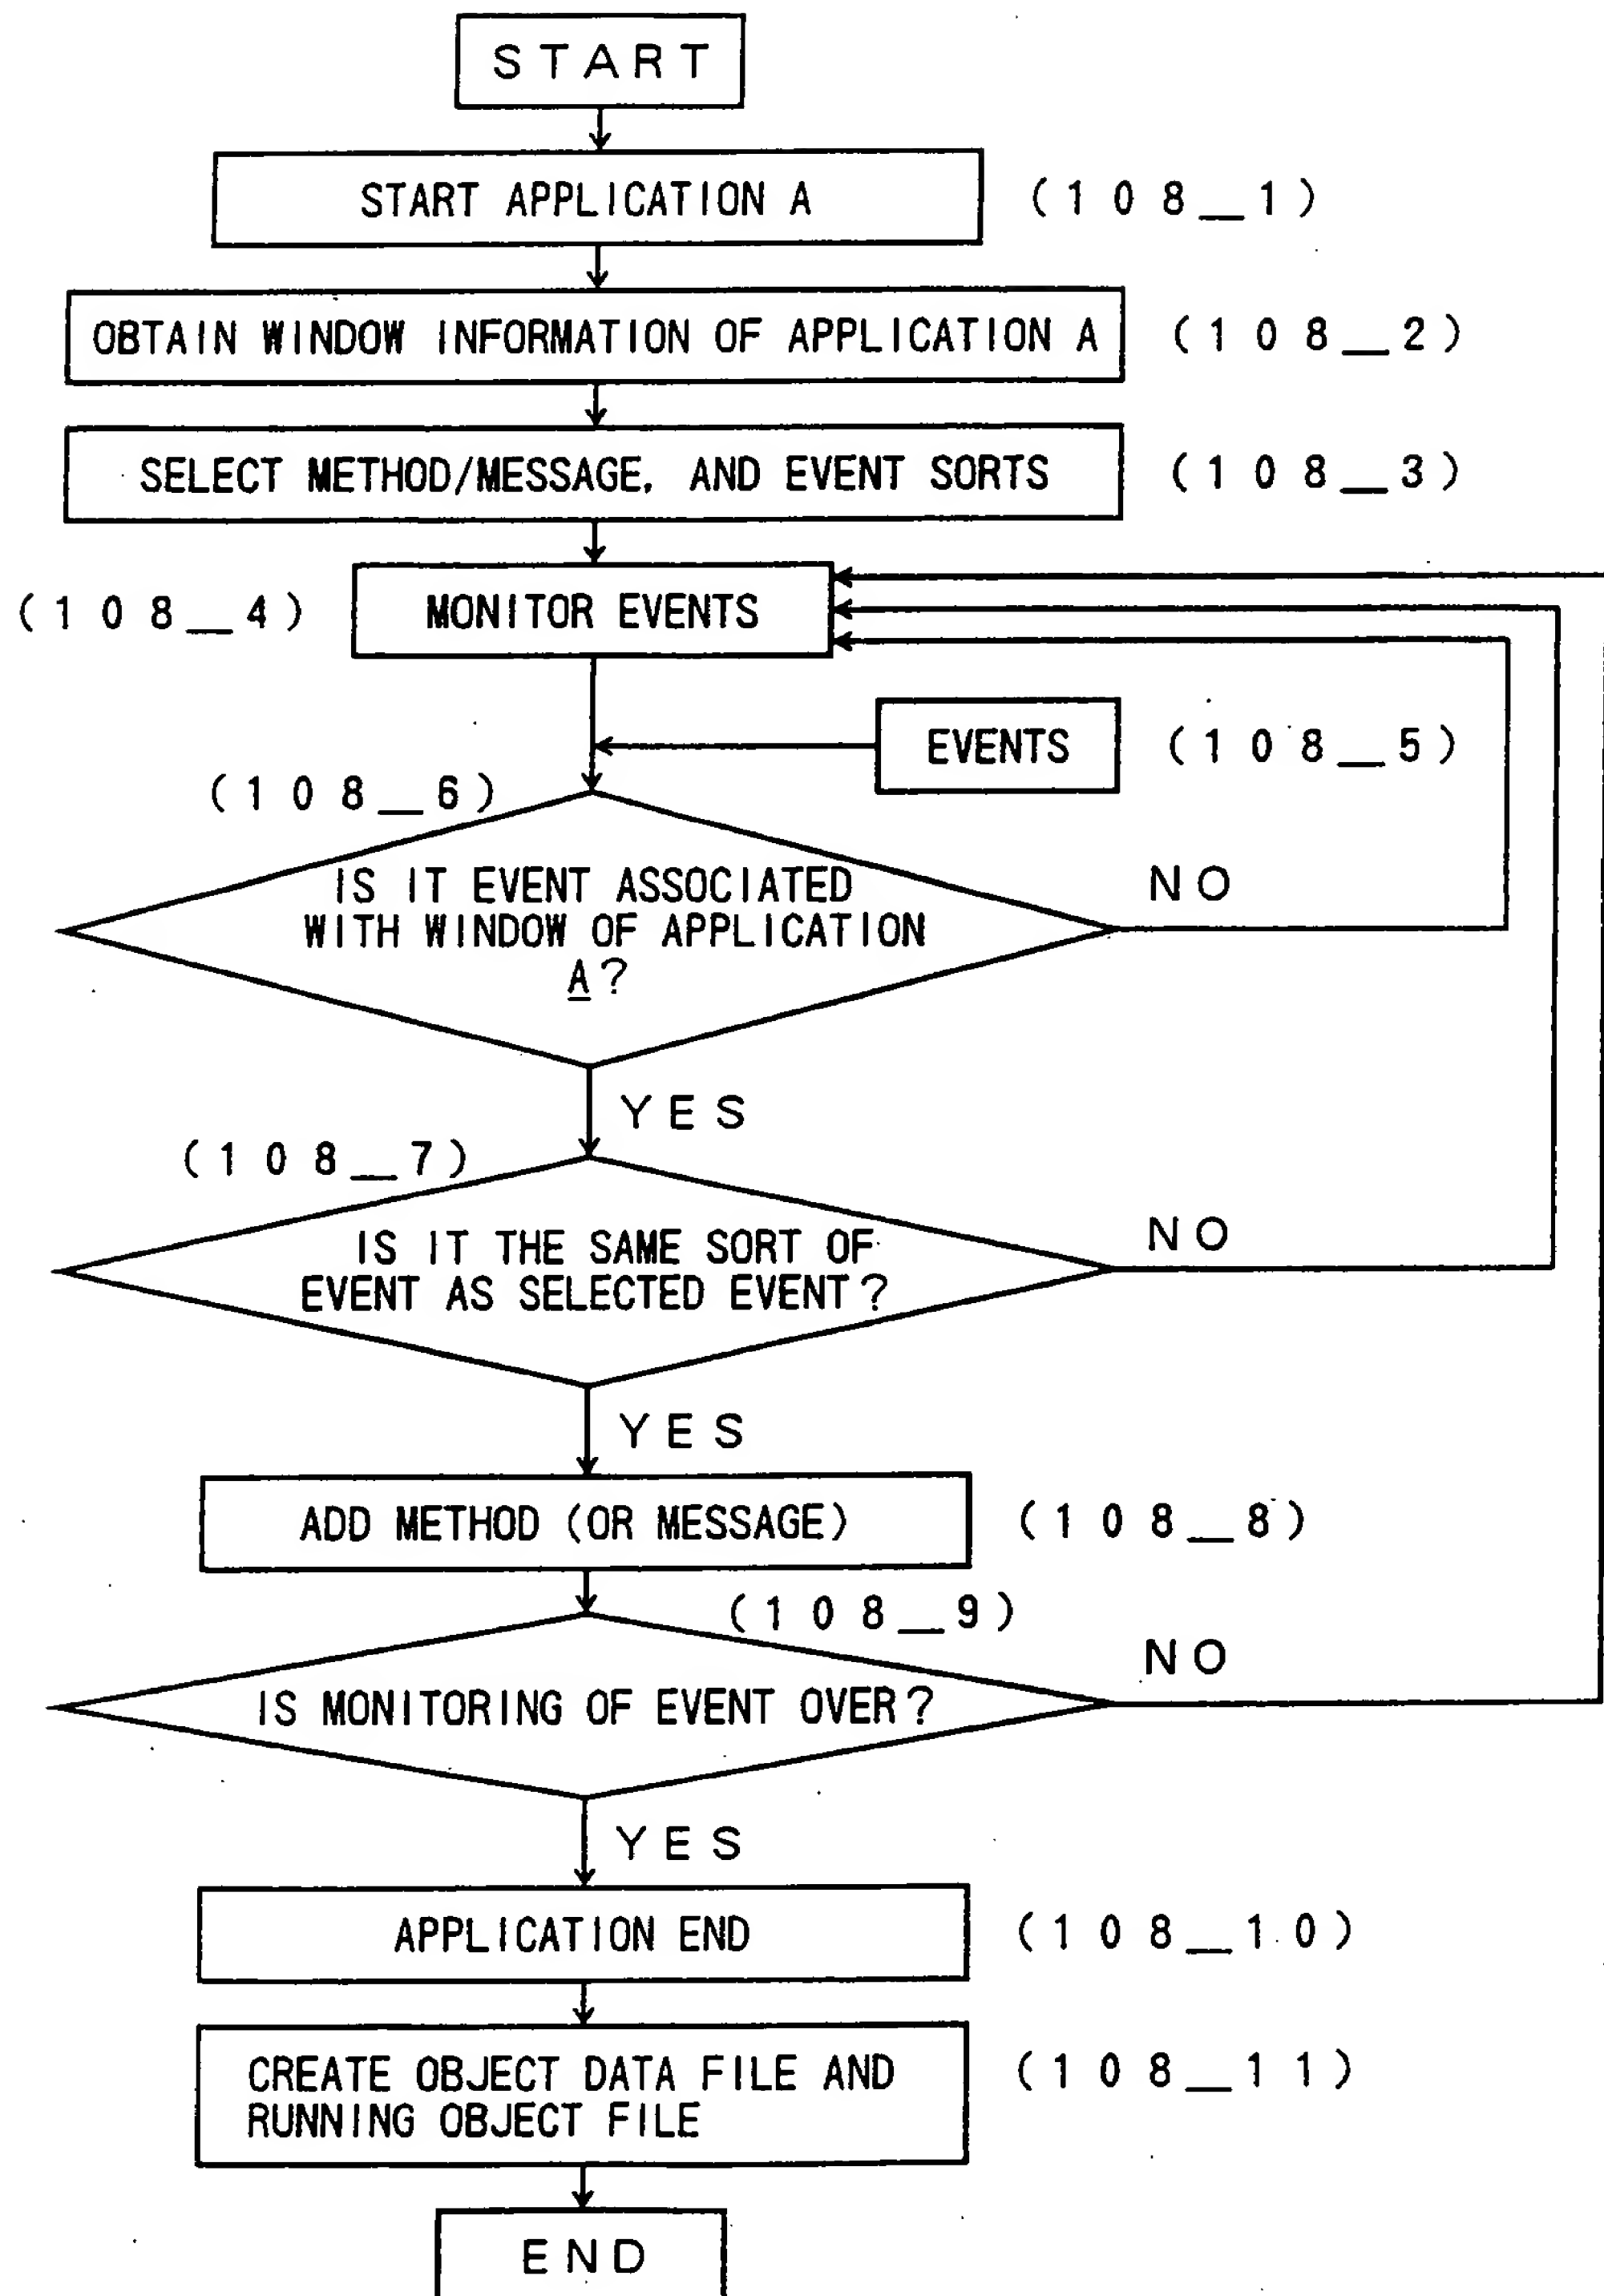 START
START APPLICATION A
(108_1)
OBTAIN WINDOW INFORMATION OF APPLICATION A
(108_2)
SELECT METHOD/MESSAGE, AND EVENT SORTS
(108_3)
(108_4)
MONITOR EVENTS
EVENTS
(108_5)
(108_6)
IS IT EVENT ASSOCIATED
WITH WINDOW OF APPLICATION
A?
NO
YES
(108_7)
IS IT THE SAME SORT OF
EVENT AS SELECTED EVENT?
NO
YES
ADD METHOD (OR MESSAGE)
(108_8)
(108_9)
IS MONITORING OF EVENT OVER?
NO
YES
APPLICATION END
(108_10)
CREATE OBJECT DATA FILE AND
RUNNING OBJECT FILE
(108_11)
END